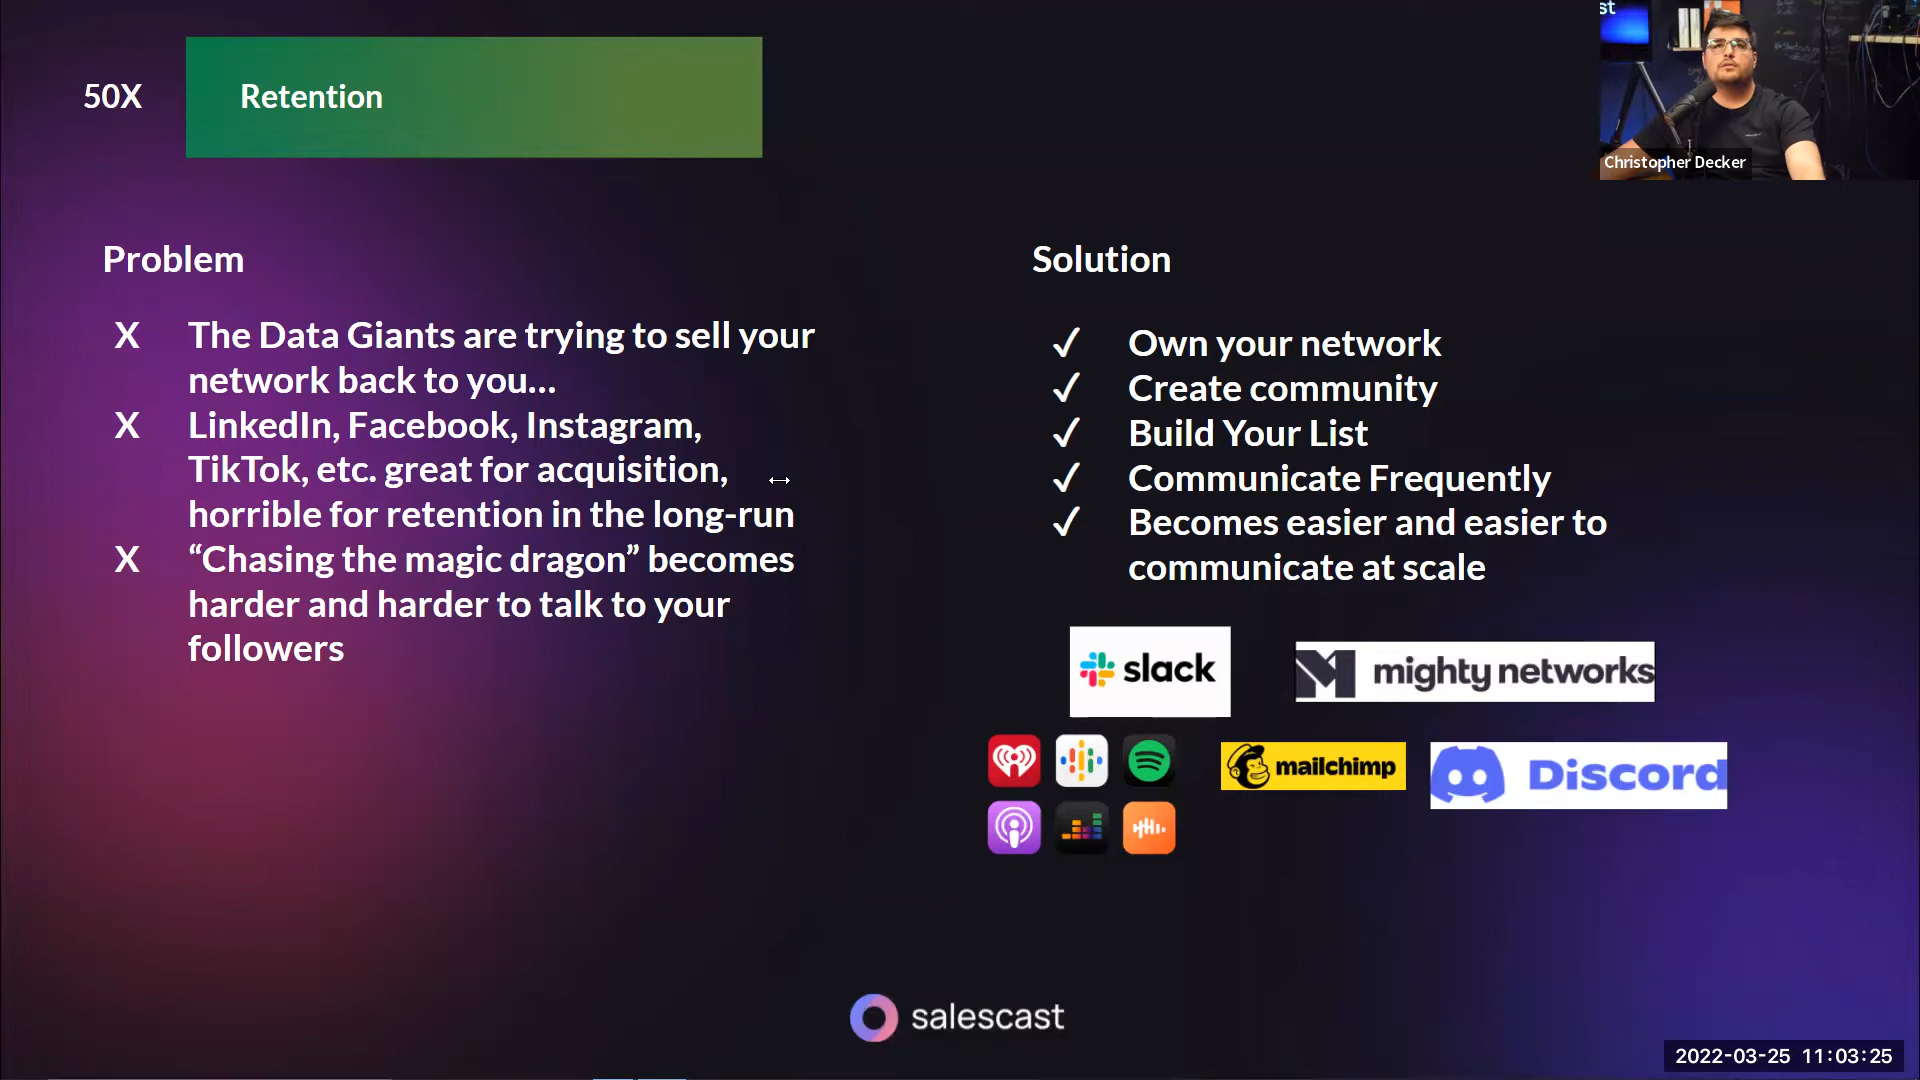 st
50X Retention
Christopher Decker
Problem
X The Data Giants are trying to sell your
network back to you...
X LinkedIn, Facebook, Instagram,
TikTok, etc. great for acquisition,
horrible for retention in the long-run
X “Chasing the magic dragon” becomes
harder and harder to talk to your
followers
Solution
✓ Own your network
✓ Create community
✓ Build Your List
✓ Communicate Frequently
✓ Becomes easier and easier to
communicate at scale
slack
mighty networks
mailchimp
Discord
salescast
2022-03-25 11:03:25